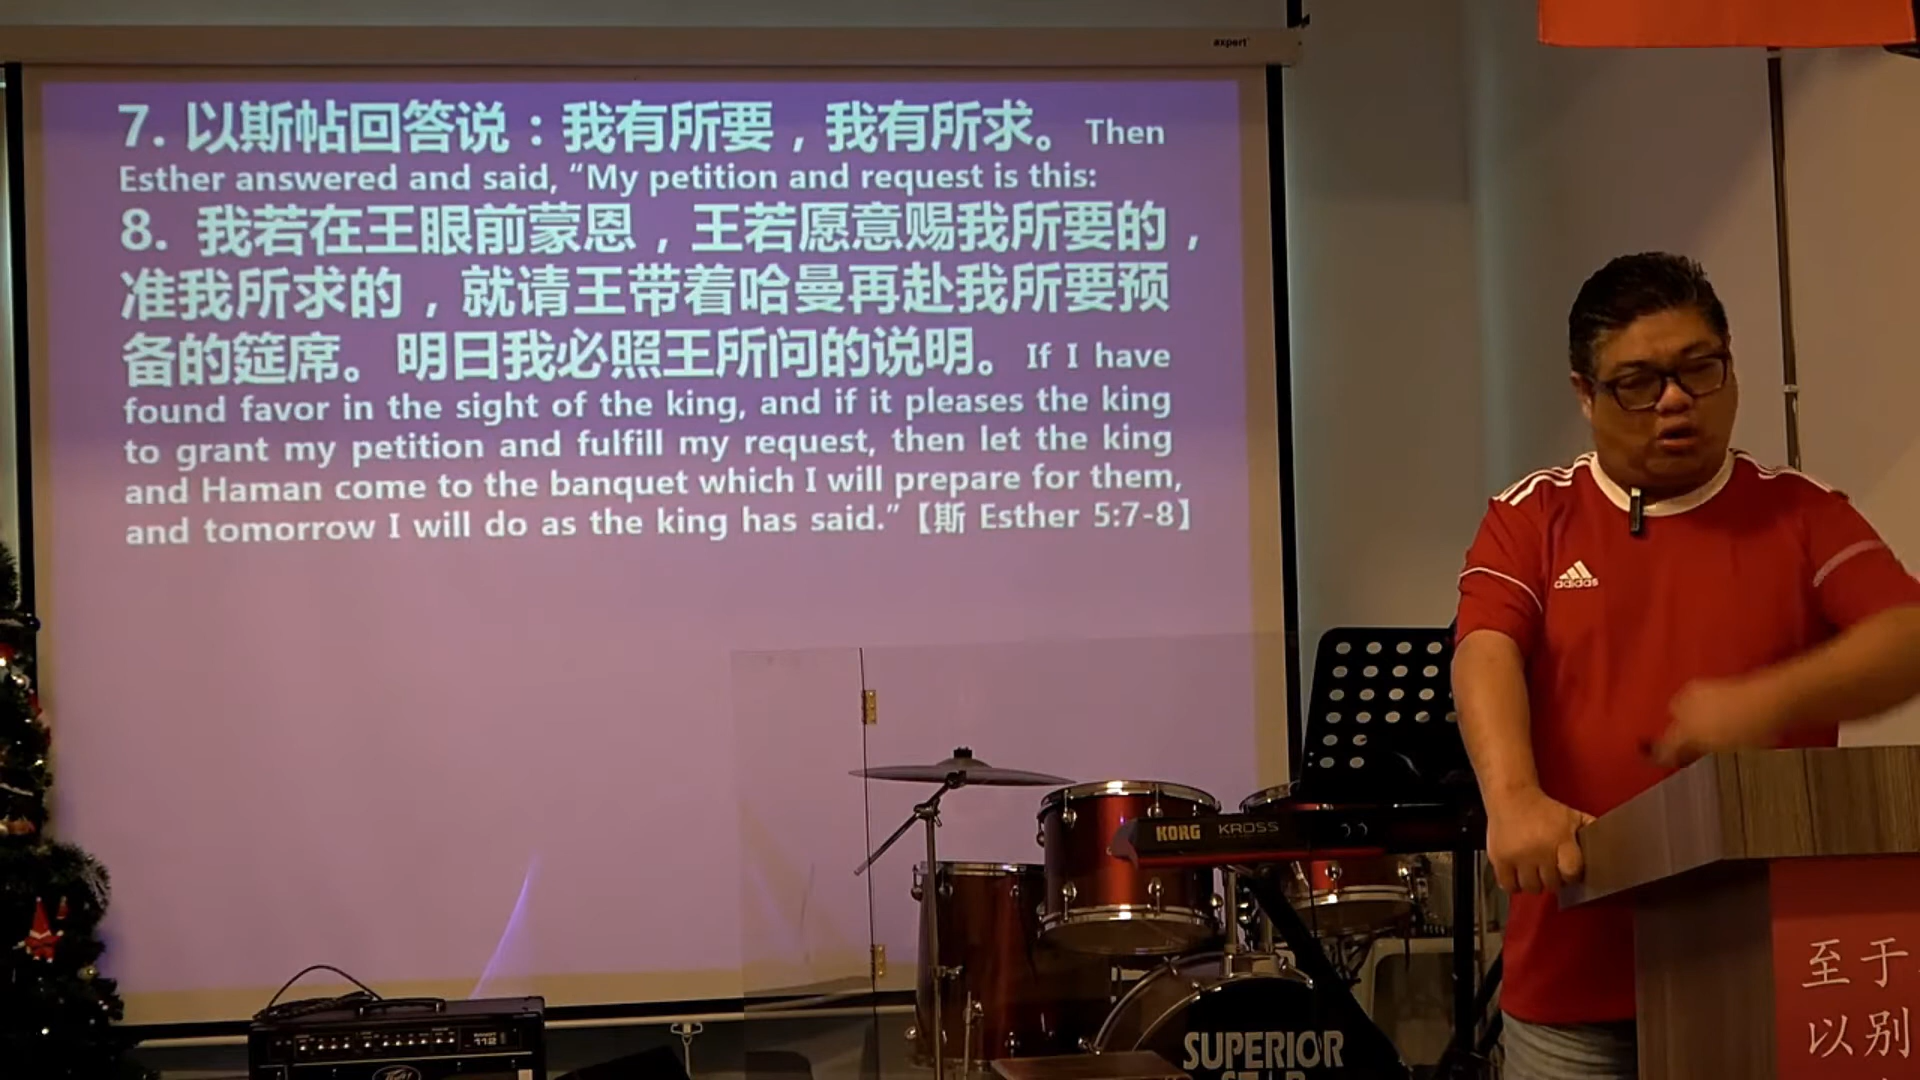 axpert
7. 以斯帖回答说：我有所要，我有所求。Then
Esther answered and said, “My petition and request is this:
8. 我若在王眼前蒙恩，王若愿意赐我所要的，
准我所求的，就请王带着哈曼再赴我所要预
备的筵席。明日我必照王所问的说明。If I have
found favor in the sight of the king, and if it pleases the king
to grant my petition and fulfill my request, then let the king
and Haman come to the banquet which I will prepare for them,
and tomorrow I will do as the king has said.”【斯 Esther 5:7-8】
adidas
KORG KROSS
SUPERIOR
STAR
112
至于
以别